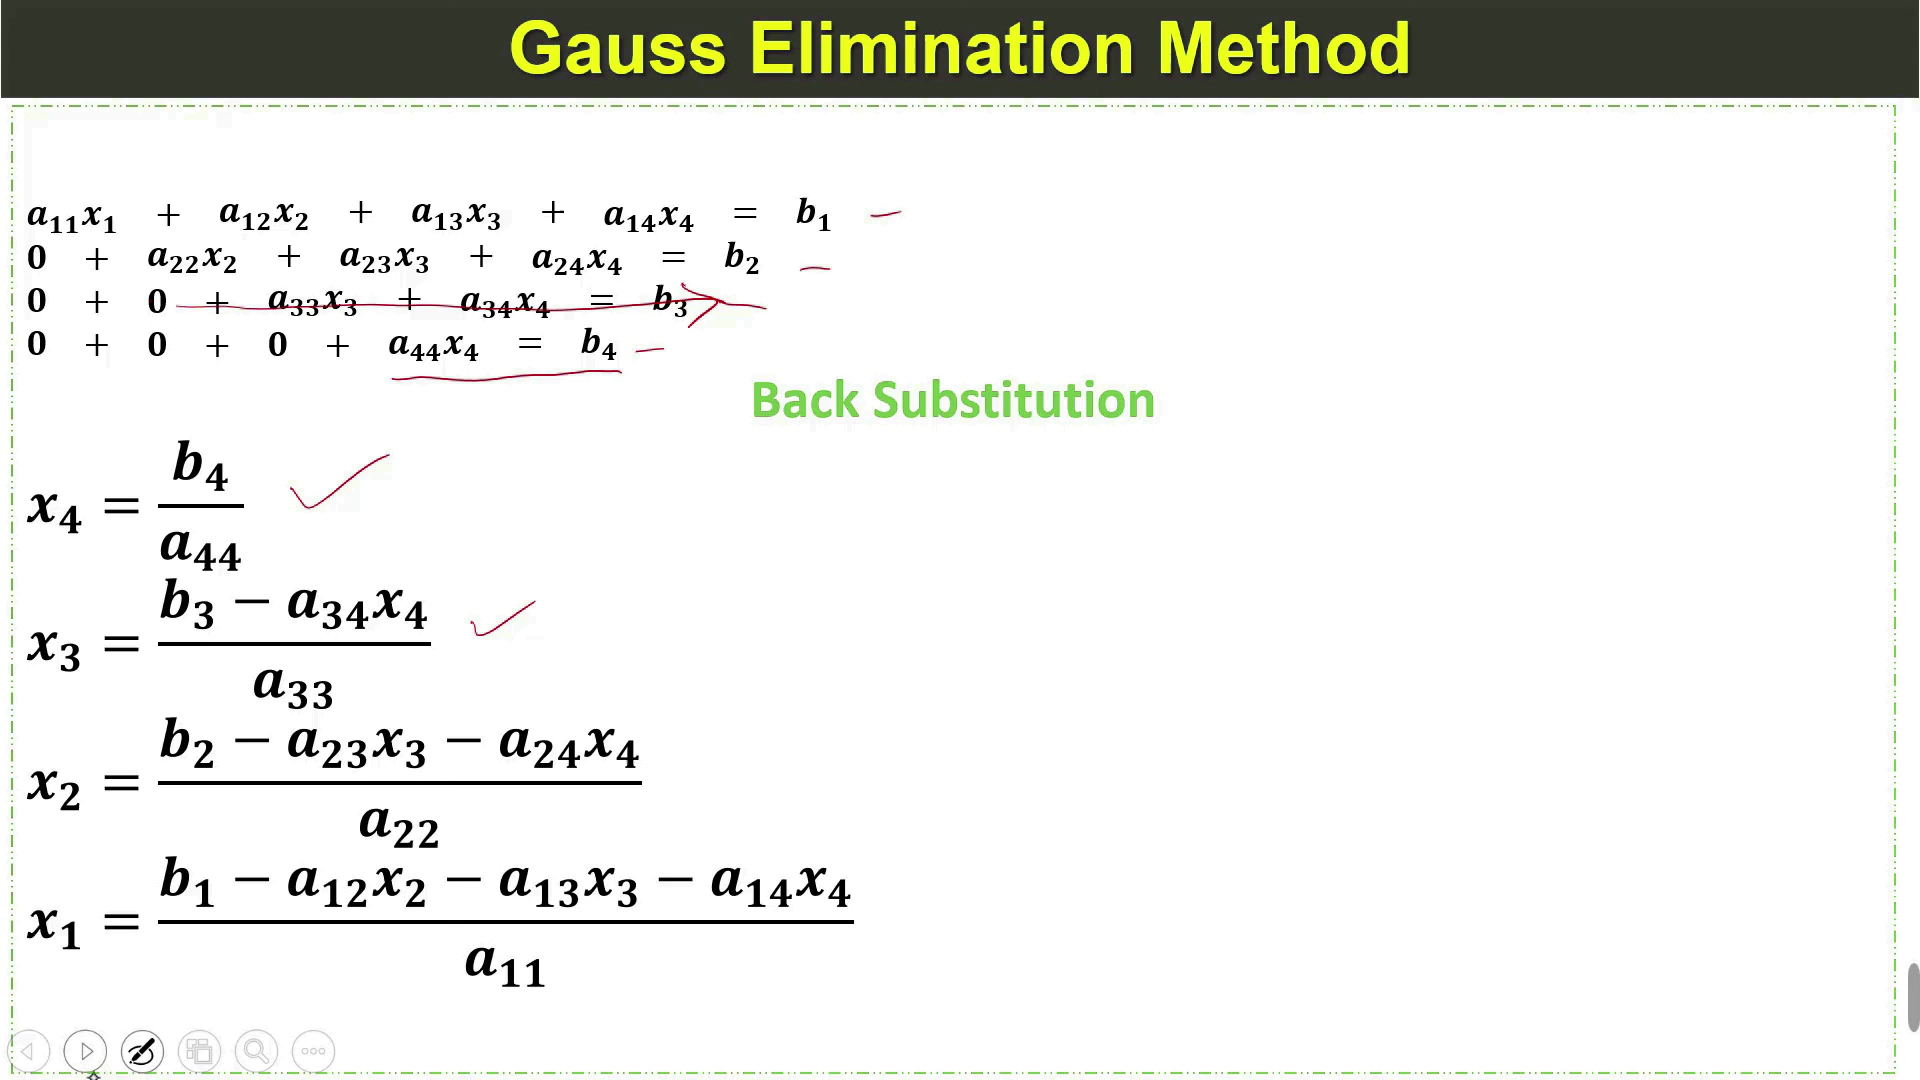 Gauss Elimination Method
a₁₁x₁ + a₁₂x₂ + a₁₃x₃ + a₁₄x₄ = b₁
0 + a₂₂x₂ + a₂₃x₃ + a₂₄x₄ = b₂
0 + 0 + a₃₃x₃ + a₃₄x₄ = b₃
0 + 0 + 0 + a₄₄x₄ = b₄
Back Substitution
x₄ = b₄ / a₄₄
x₃ = (b₃ − a₃₄x₄) / a₃₃
x₂ = (b₂ − a₂₃x₃ − a₂₄x₄) / a₂₂
x₁ = (b₁ − a₁₂x₂ − a₁₃x₃ − a₁₄x₄) / a₁₁